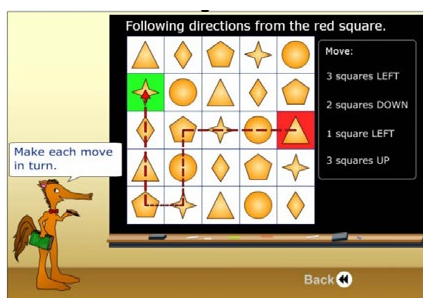 Following directions from the red square.
Move:
3 squares LEFT
2 squares DOWN
1 square LEFT
3 squares UP
Make each move
in turn.
Back